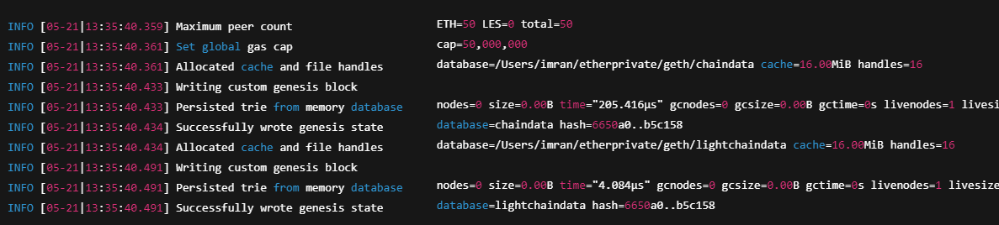 INFO [05-21|13:35:40.359] Maximum peer count ETH=50 LES=0 total=50
INFO [05-21|13:35:40.361] Set global gas cap cap=50,000,000
INFO [05-21|13:35:40.361] Allocated cache and file handles database=/Users/imran/etherprivate/geth/chaindata cache=16.00MiB handles=16
INFO [05-21|13:35:40.433] Writing custom genesis block
INFO [05-21|13:35:40.433] Persisted trie from memory database nodes=0 size=0.00B time="205.416µs" gcnodes=0 gcsize=0.00B gctime=0s livenodes=1 livesi
INFO [05-21|13:35:40.434] Successfully wrote genesis state database=chaindata hash=6650a0..b5c158
INFO [05-21|13:35:40.434] Allocated cache and file handles database=/Users/imran/etherprivate/geth/lightchaindata cache=16.00MiB handles=16
INFO [05-21|13:35:40.491] Writing custom genesis block
INFO [05-21|13:35:40.491] Persisted trie from memory database nodes=0 size=0.00B time="4.084µs" gcnodes=0 gcsize=0.00B gctime=0s livenodes=1 livesize
INFO [05-21|13:35:40.491] Successfully wrote genesis state database=lightchaindata hash=6650a0..b5c158